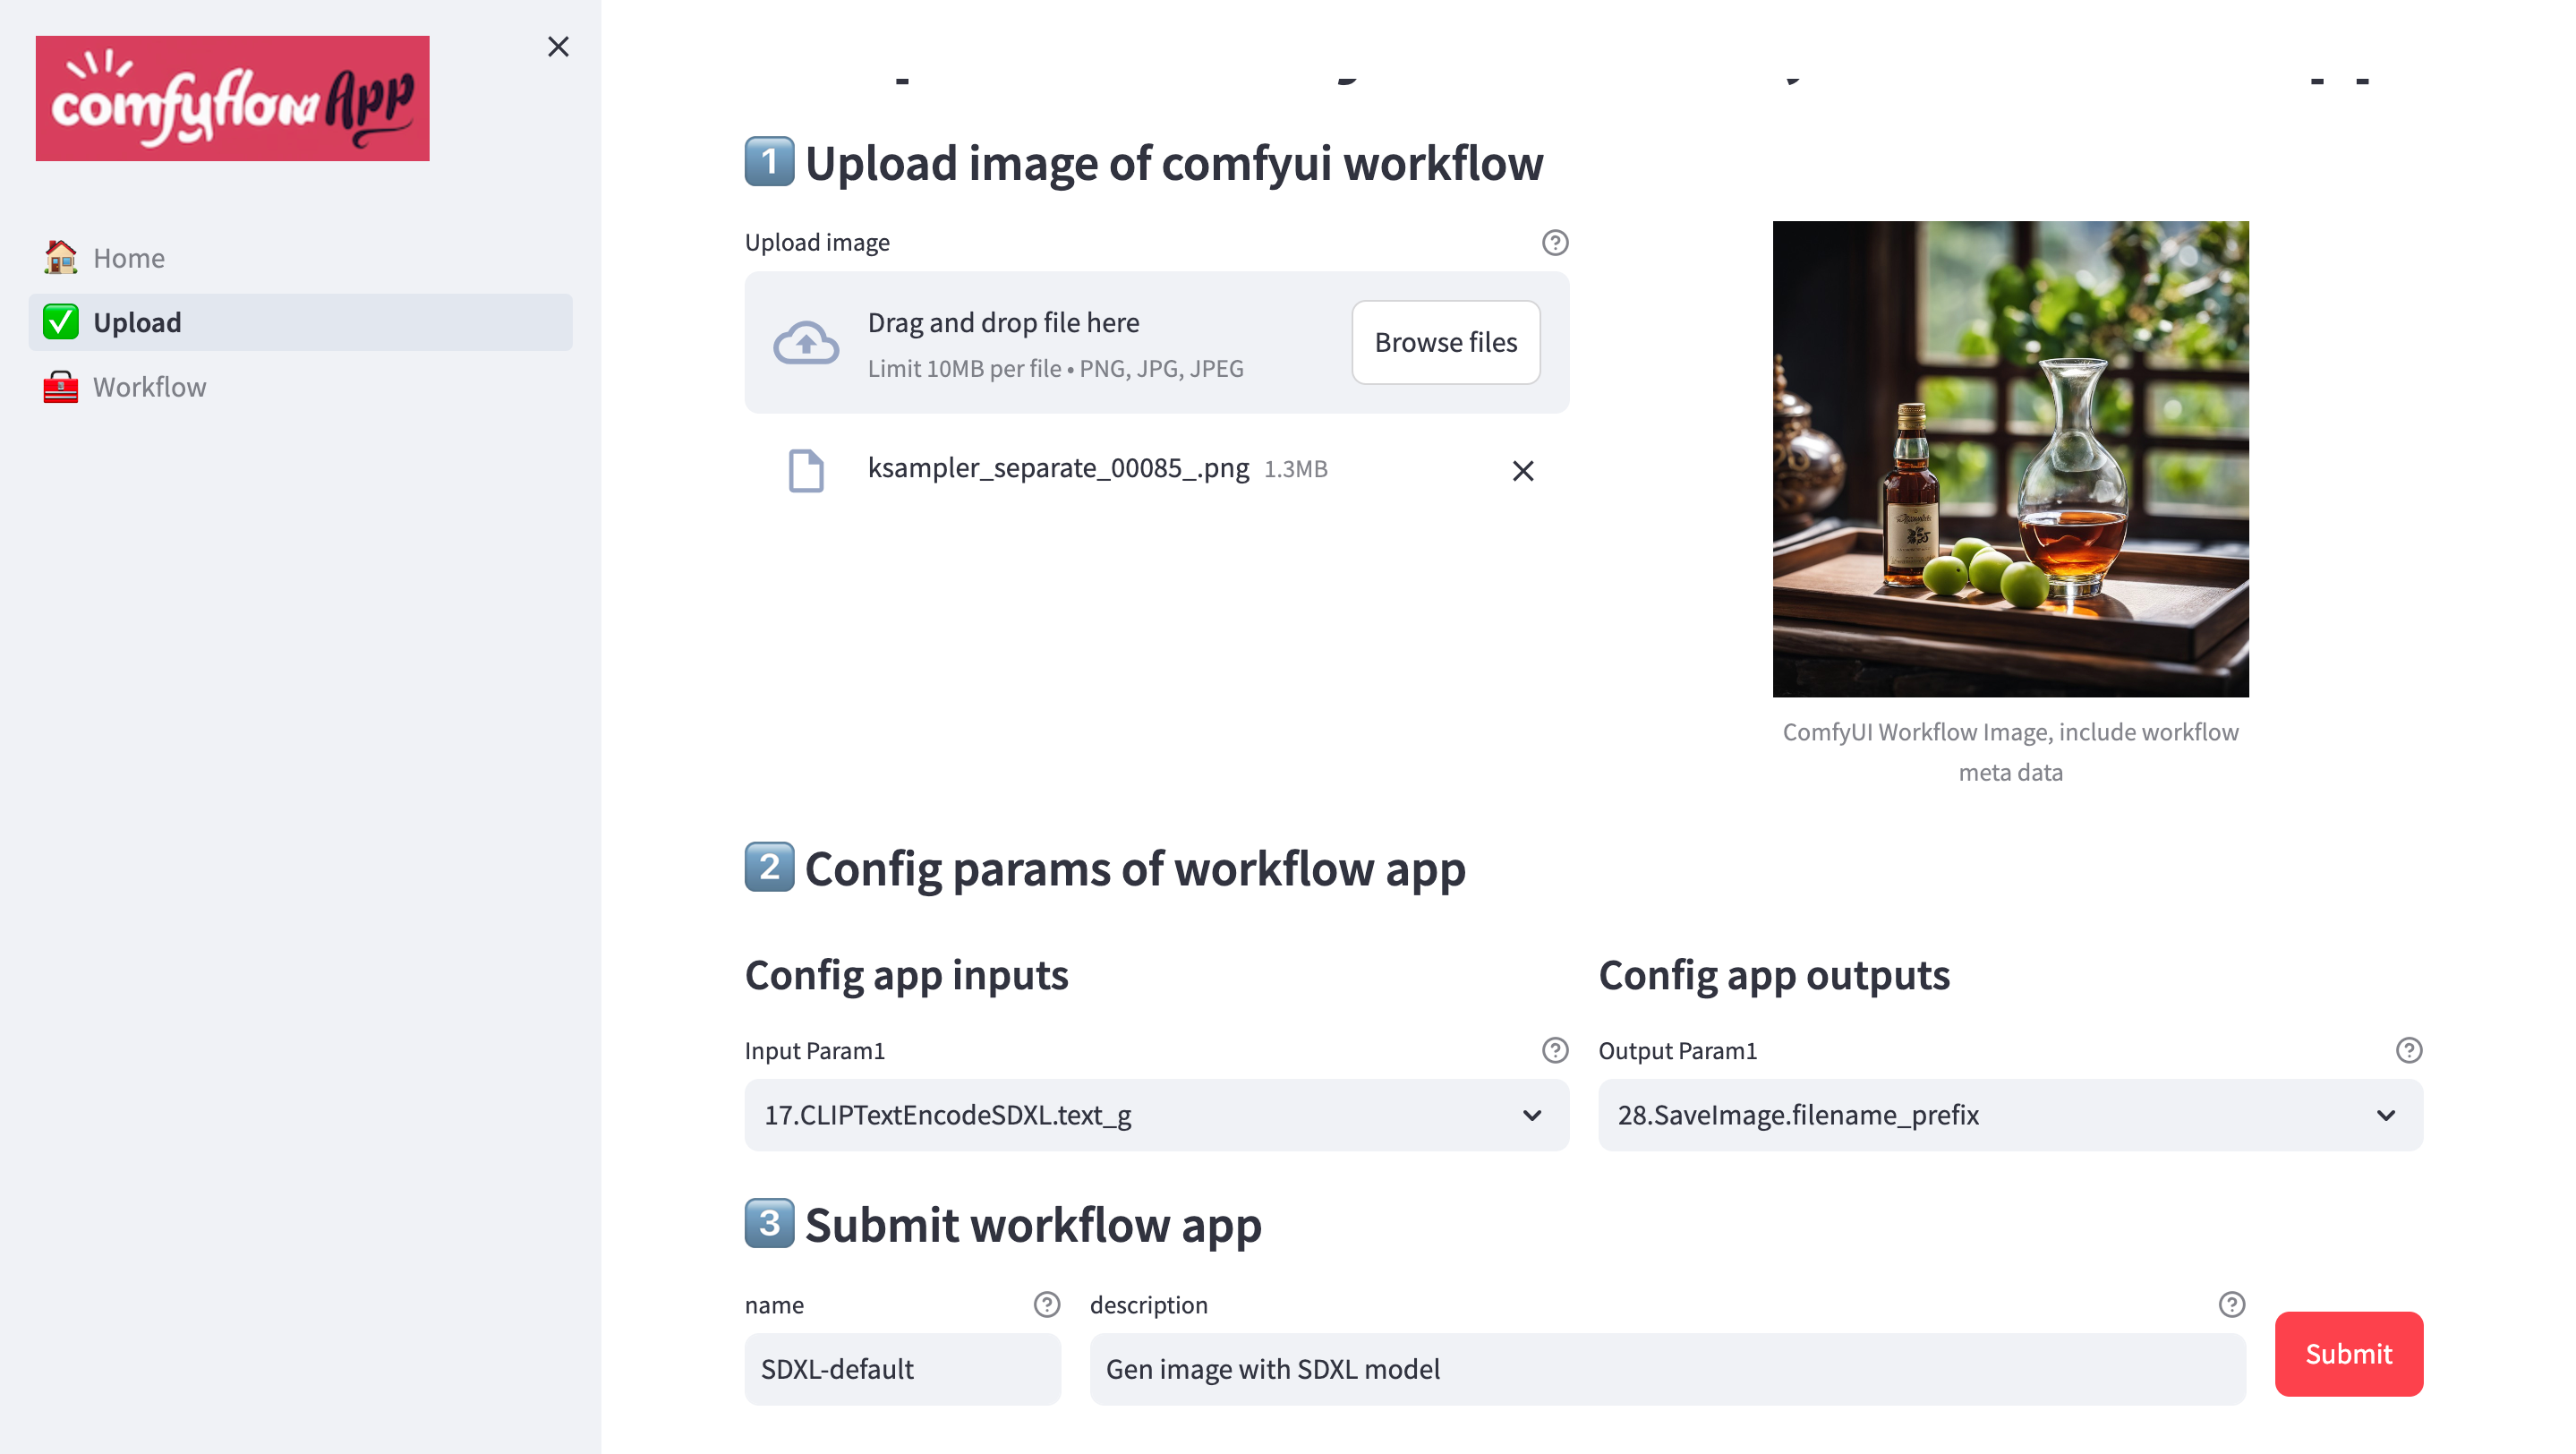 comfyflow App
Home
Upload
Workflow
1 Upload image of comfyui workflow
Upload image
Drag and drop file here
Limit 10MB per file • PNG, JPG, JPEG
Browse files
ksampler_separate_00085_.png 1.3MB
ComfyUI Workflow Image, include workflow
meta data
2 Config params of workflow app
Config app inputs
Config app outputs
Input Param1
Output Param1
17.CLIPTextEncodeSDXL.text_g
28.SaveImage.filename_prefix
3 Submit workflow app
name
description
SDXL-default
Gen image with SDXL model
Submit